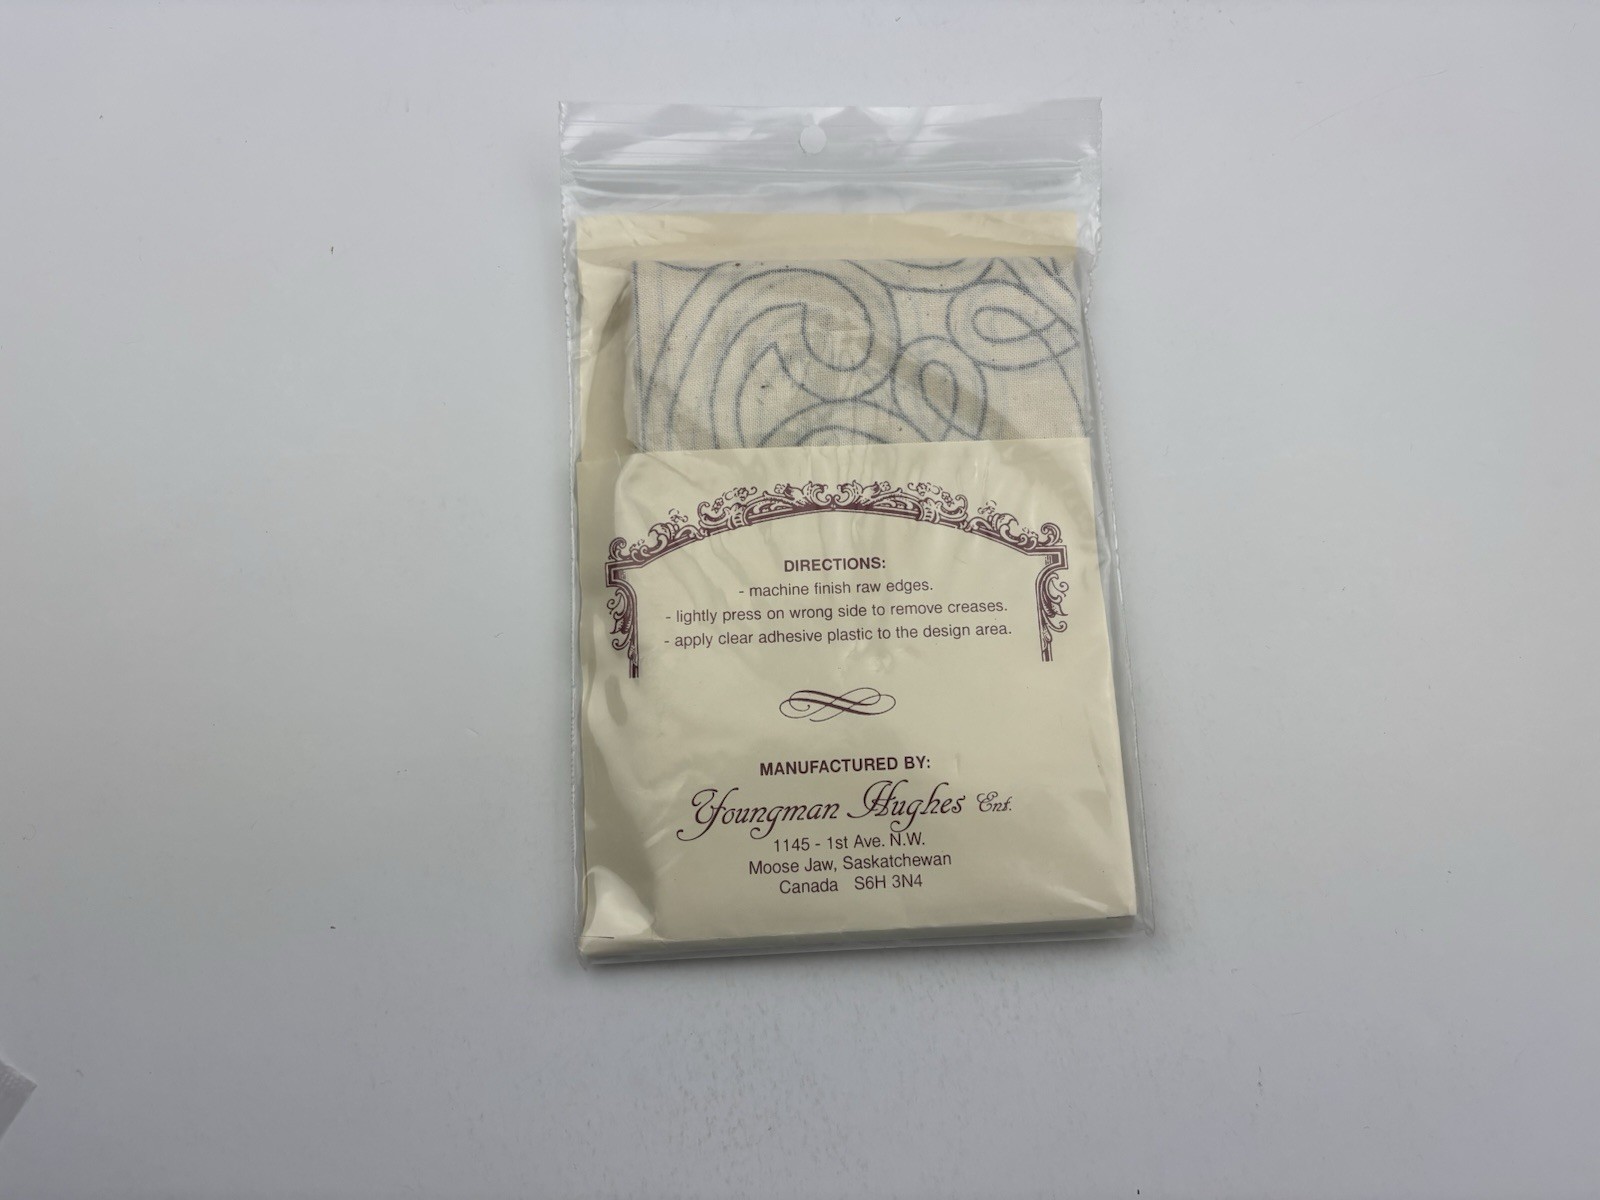 DIRECTIONS:
- machine finish raw edges.
- lightly press on wrong side to remove creases.
- apply clear adhesive plastic to the design area.
MANUFACTURED BY:
Youngman Hughes Ent.
1145 - 1st Ave. N.W.
Moose Jaw, Saskatchewan
Canada S6H 3N4